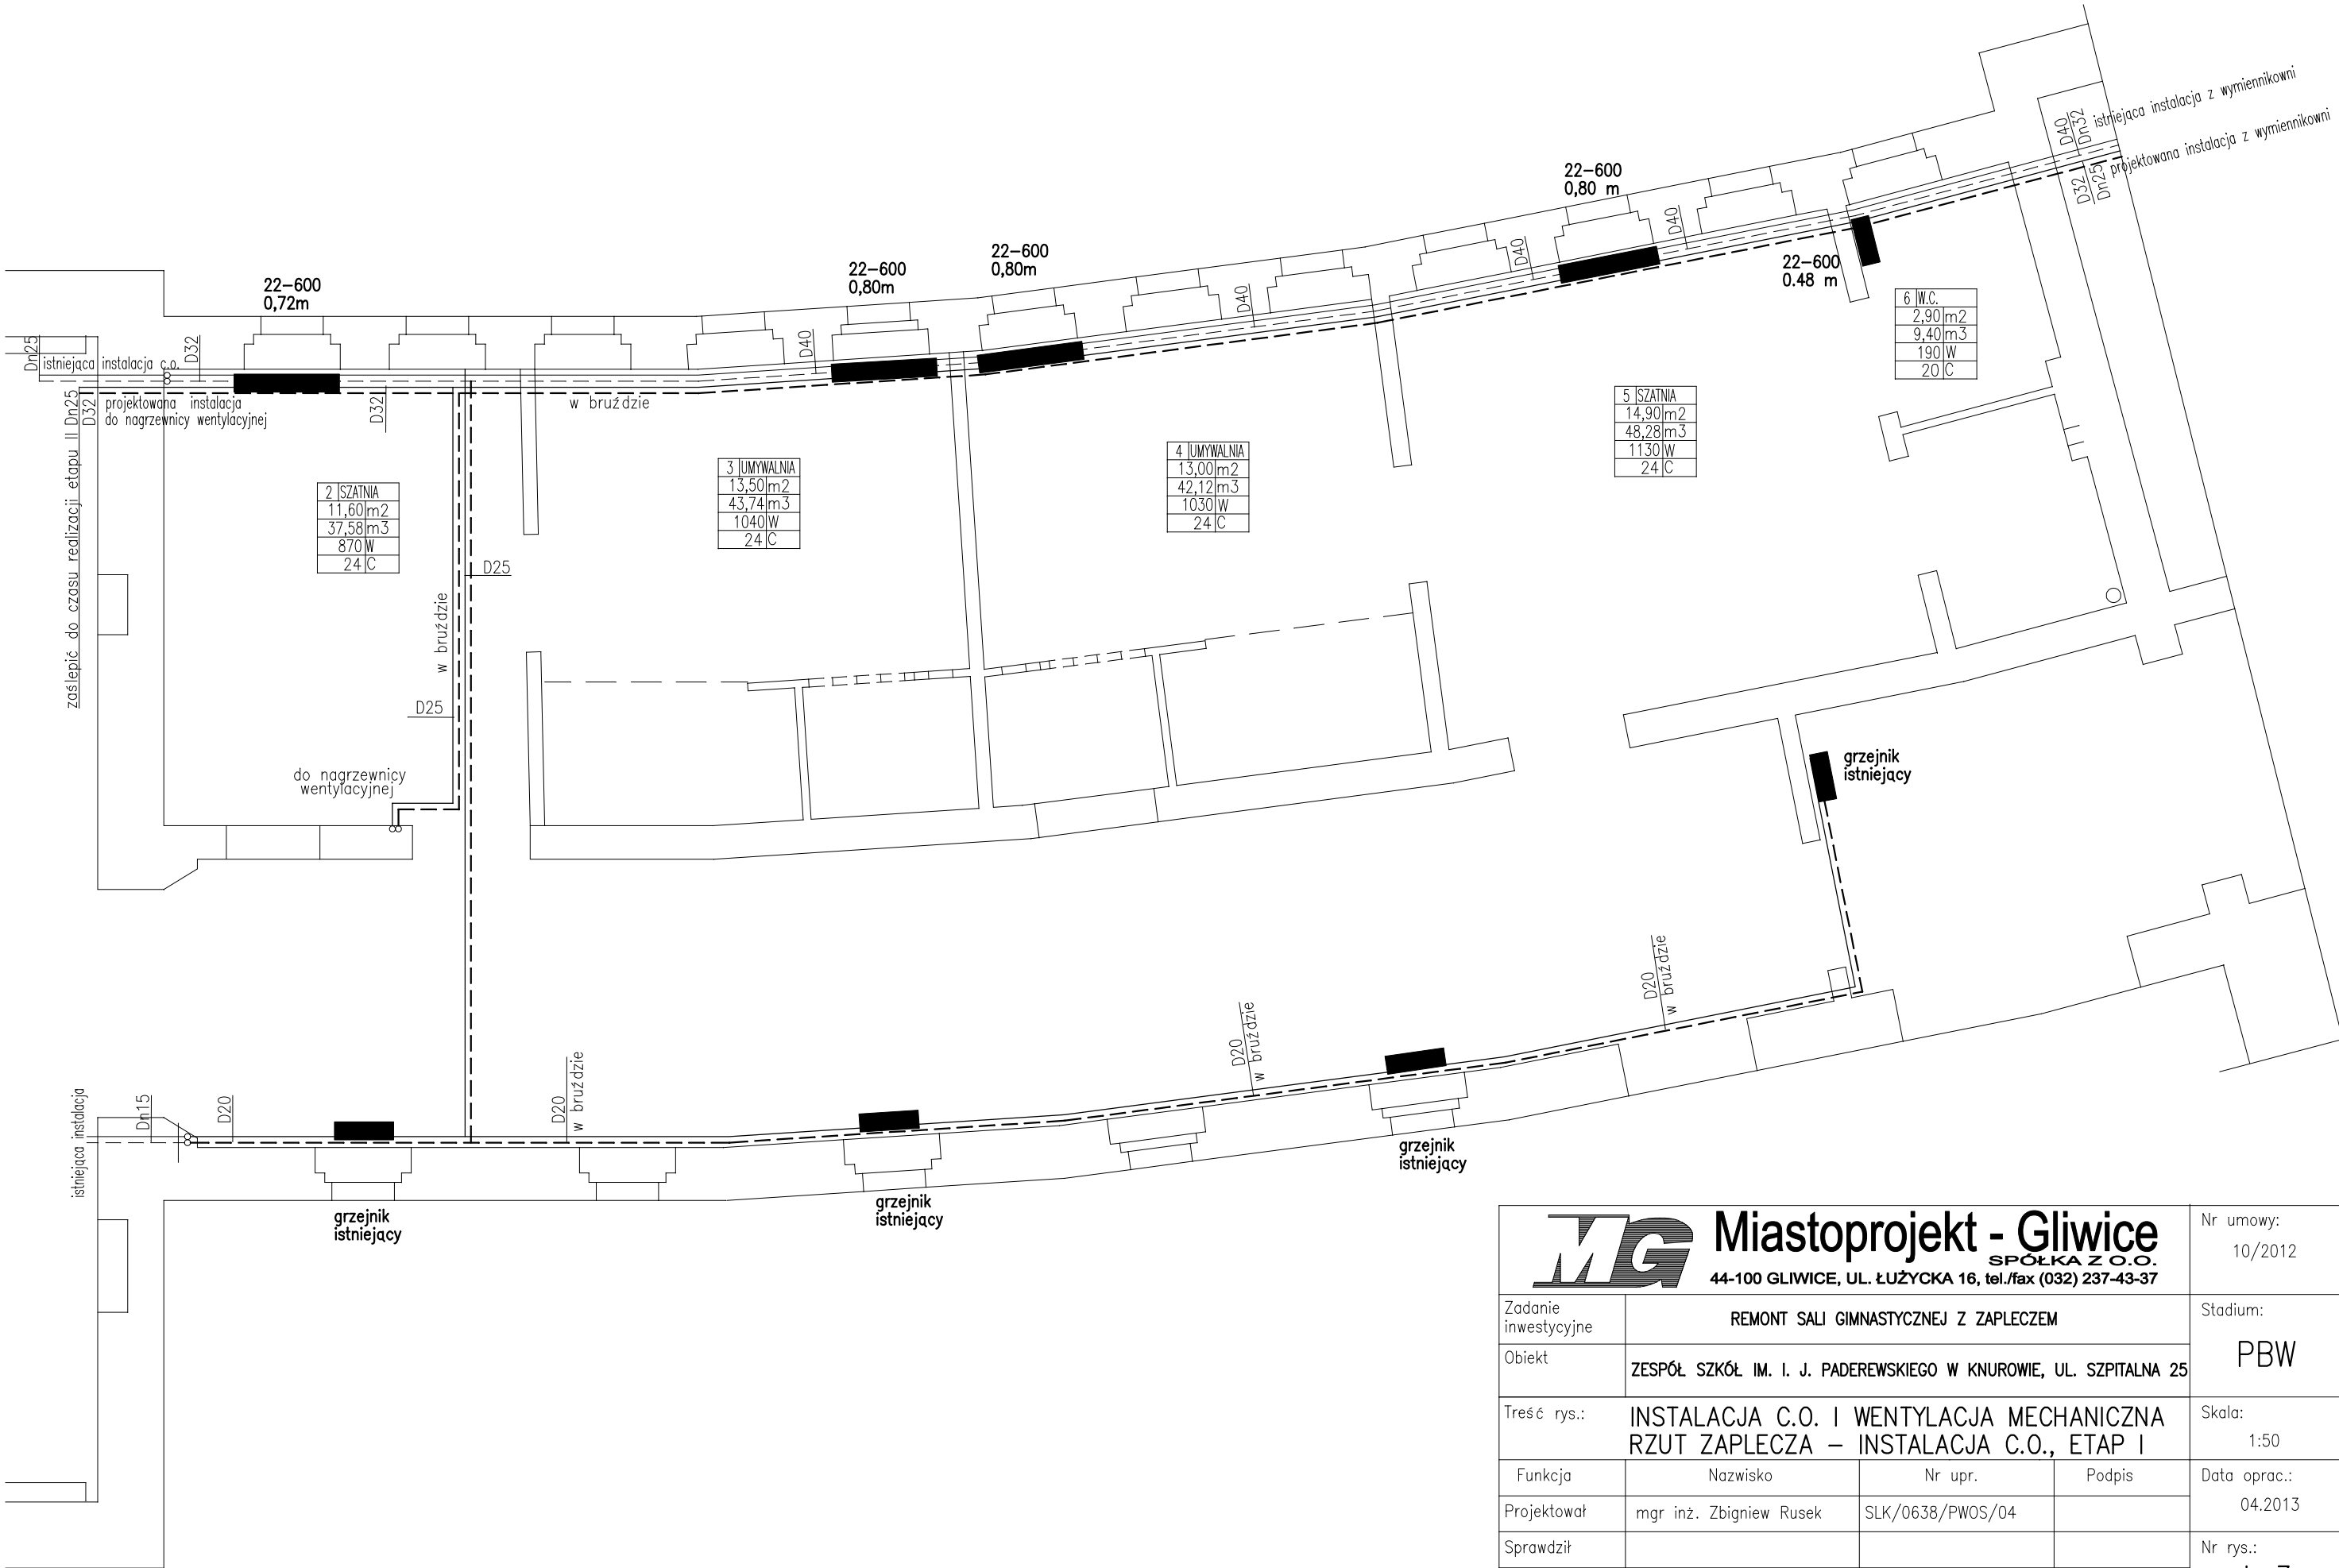 istniejąca instalacja z wymiennikowni
projektowana instalacja z wymiennikowni
D40
Dn32
D32
Dn25
22-600
0,80 m
D40
D40
22-600
0.48 m
22-600
0,80m
22-600
0,80m
D40
D40
22-600
0,72m
D32
Dn25
istniejąca instalacja c.o.
projektowana instalacja
do nagrzewnicy wentylacyjnej
D32
w bruździe
zaślepić do czasu realizacji etapu II Dn25
D32
6 W.C.
2,90 m2
9,40 m3
190 W
20 C
5 SZATNIA
14,90 m2
48,28 m3
1130 W
24 C
4 UMYWALNIA
13,00 m2
42,12 m3
1030 W
24 C
3 UMYWALNIA
13,50 m2
43,74 m3
1040 W
24 C
2 SZATNIA
11,60 m2
37,58 m3
870 W
24 C
D25
w bruździe
D25
do nagrzewnicy
wentylacyjnej
grzejnik
istniejący
D20
w bruździe
D20
w bruździe
D20
w bruździe
D20
Dn15
istniejąca instalacja
grzejnik
istniejący
grzejnik
istniejący
grzejnik
istniejący
MG
Miastoprojekt - Gliwice
SPÓŁKA Z O.O.
44-100 GLIWICE, UL. ŁUŻYCKA 16, tel./fax (032) 237-43-37
Nr umowy:
10/2012
Zadanie
inwestycyjne
REMONT SALI GIMNASTYCZNEJ Z ZAPLECZEM
Stadium:
PBW
Obiekt
ZESPÓŁ SZKÓŁ IM. I. J. PADEREWSKIEGO W KNUROWIE, UL. SZPITALNA 25
Treść rys.:
INSTALACJA C.O. I WENTYLACJA MECHANICZNA
RZUT ZAPLECZA – INSTALACJA C.O., ETAP I
Skala:
1:50
Funkcja Nazwisko Nr upr. Podpis
Data oprac.:
04.2013
Projektował mgr inż. Zbigniew Rusek SLK/0638/PWOS/04
Sprawdził
Nr rys.: